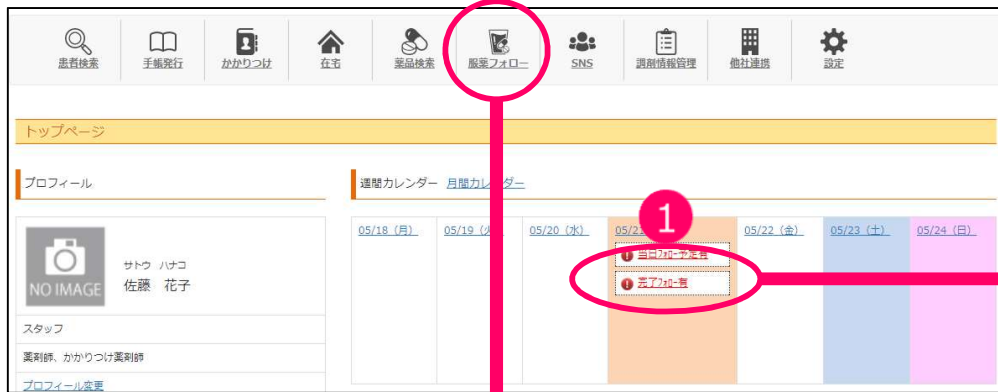 患者検索 手帳発行 かかりつけ 在宅 薬品検索 服薬フォロー SNS 調剤情報管理 他社連携 設定
トップページ
プロフィール
週間カレンダー 月間カレンダー
1
05/18 (月) 05/19 05/20 (水) 05/21 05/22 (金) 05/23 (土) 05/24 (日)
当日ﾌｫﾛｰ予定有
完了ﾌｫﾛｰ有
NO IMAGE
サトウ ハナコ
佐藤 花子
スタッフ
薬剤師、かかりつけ薬剤師
プロフィール変更